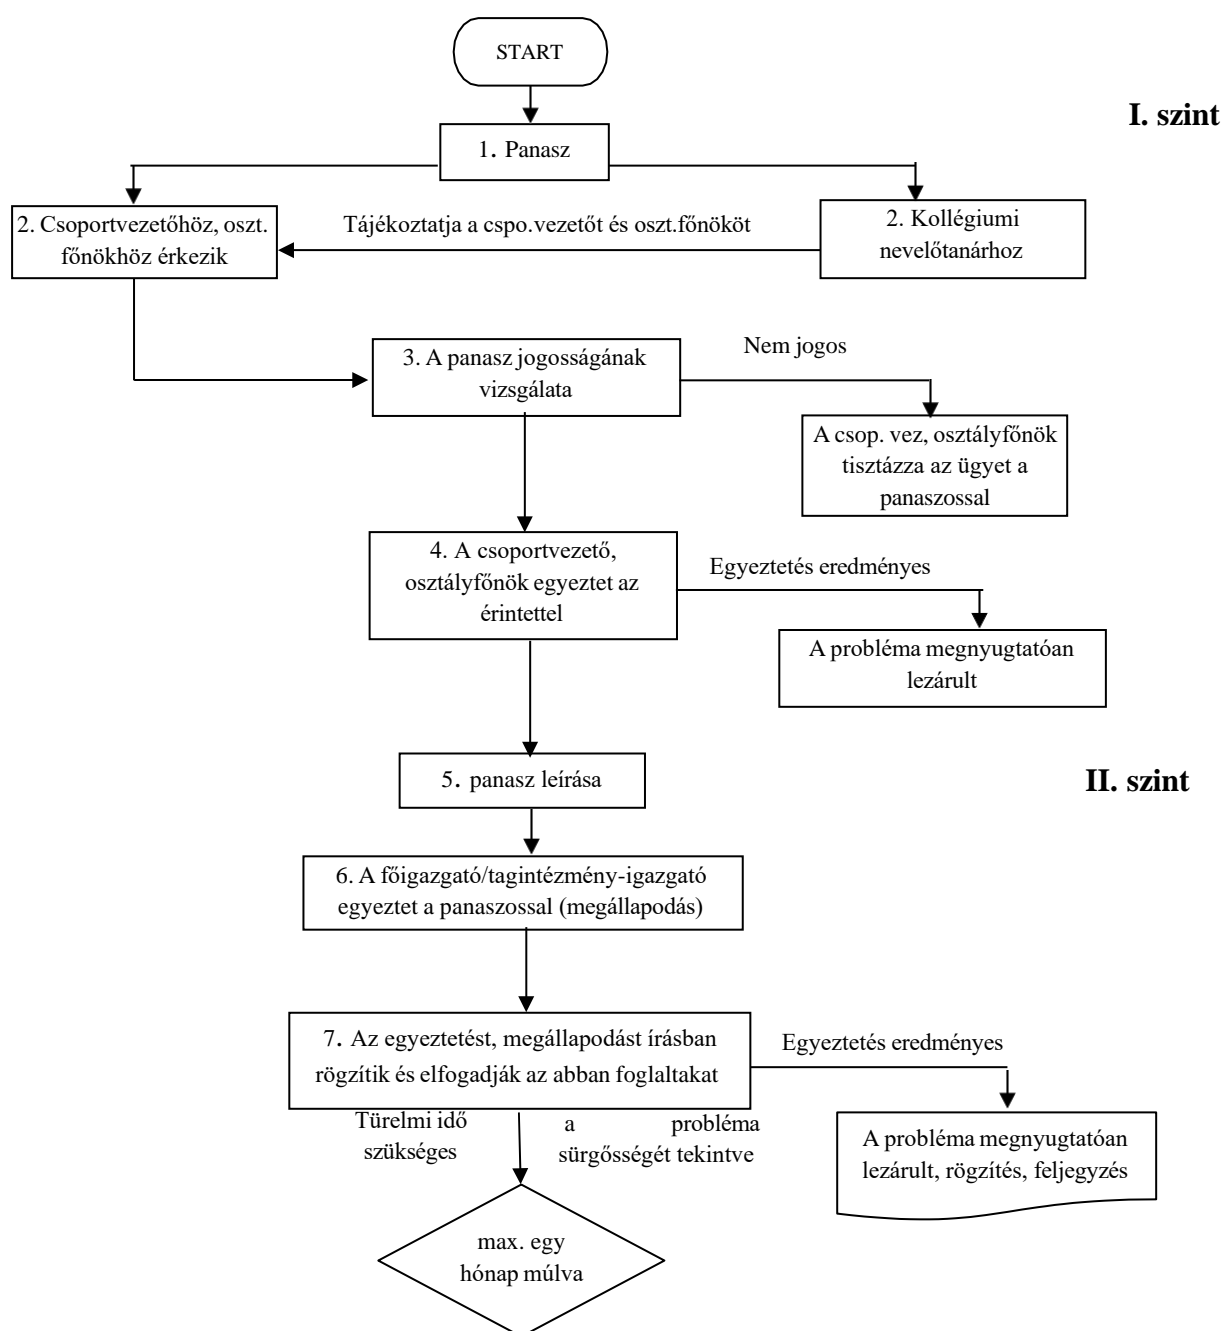 START
I. szint
1. Panasz
2. Csoportvezetőhöz, oszt.
főnökhöz érkezik
Tájékoztatja a cspo.vezetőt és oszt.főnököt
2. Kollégiumi
nevelőtanárhoz
3. A panasz jogosságának
vizsgálata
Nem jogos
A csop. vez, osztályfőnök
tisztázza az ügyet a
panaszossal
4. A csoportvezető,
osztályfőnök egyeztet az
érintettel
Egyeztetés eredményes
A probléma megnyugtatóan
lezárult
5. panasz leírása
II. szint
6. A főigazgató/tagintézmény-igazgató
egyeztet a panaszossal (megállapodás)
7. Az egyeztetést, megállapodást írásban
rögzítik és elfogadják az abban foglaltakat
Egyeztetés eredményes
Türelmi idő
szükséges
a probléma
sürgősségét tekintve
A probléma megnyugtatóan
lezárult, rögzítés, feljegyzés
max. egy
hónap múlva